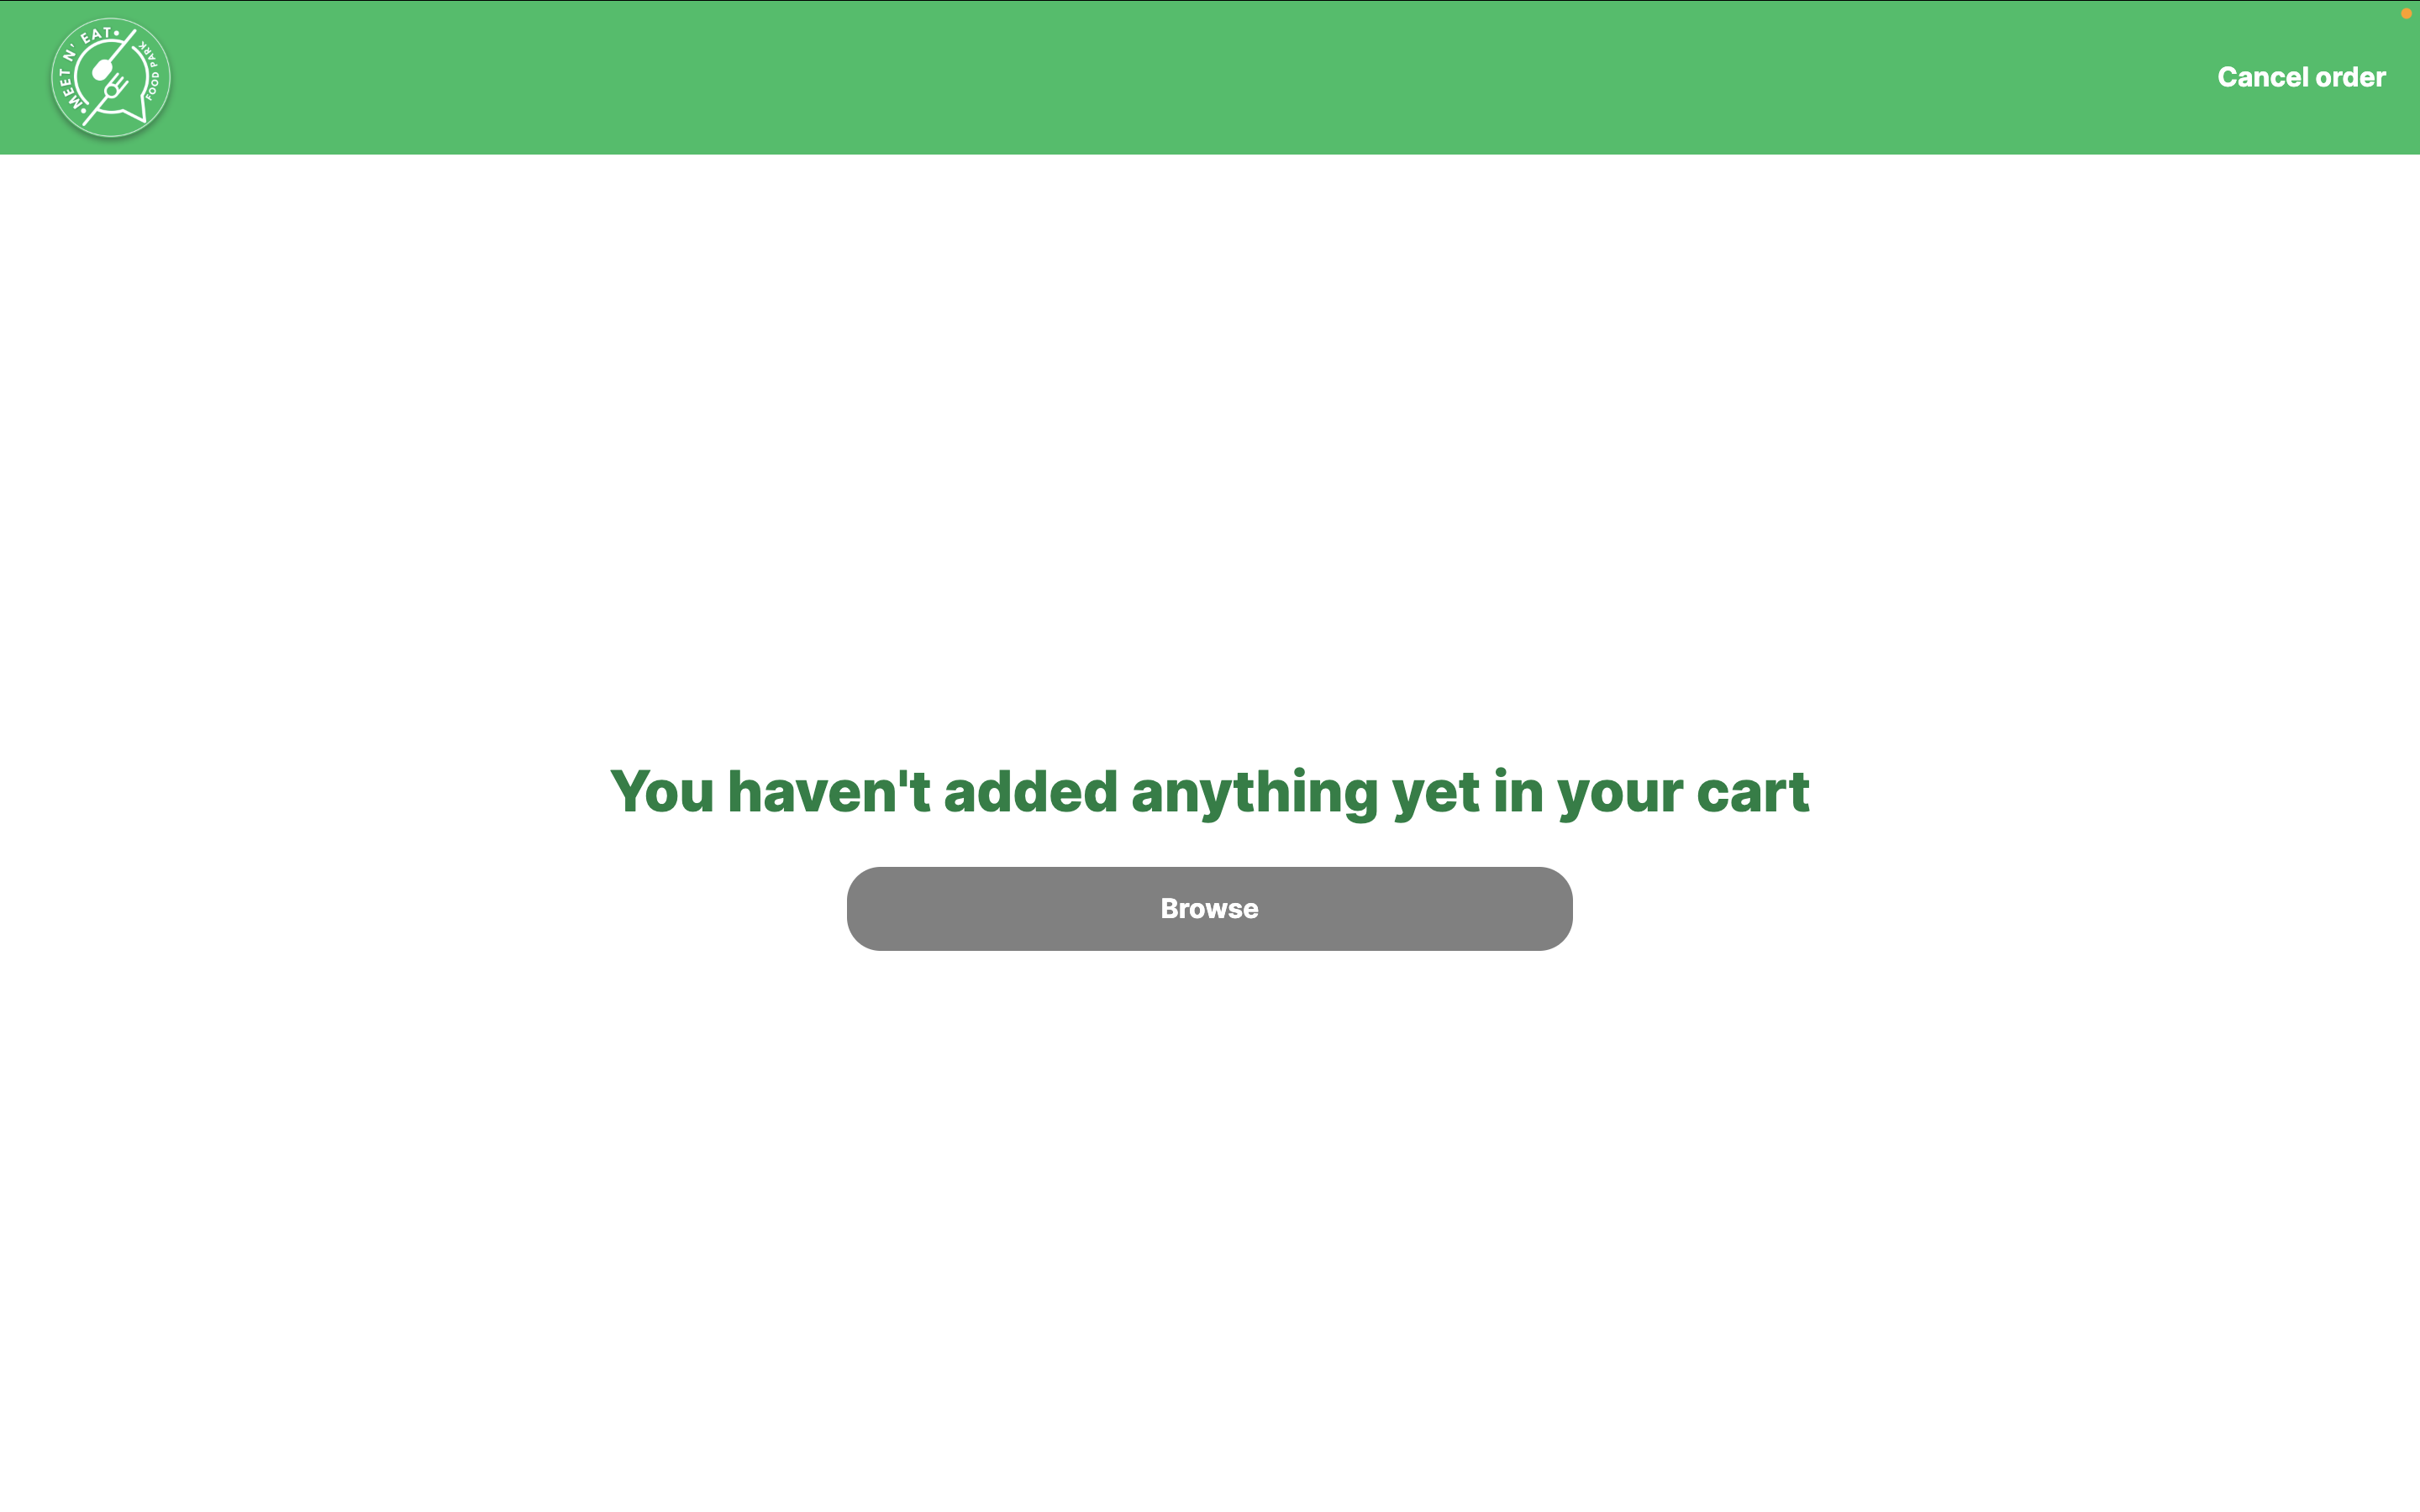 MEET N' EAT
FOOD PARK
Cancel order
You haven't added anything yet in your cart
Browse